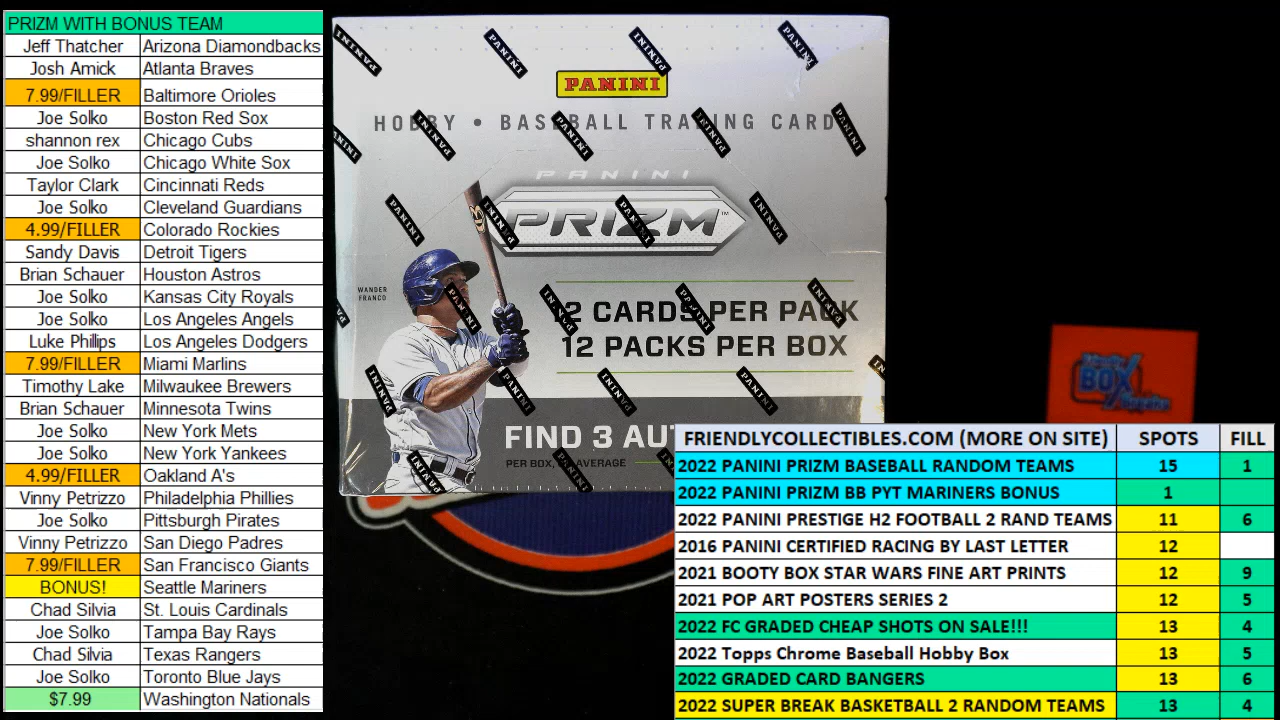 PRIZM WITH BONUS TEAM
Jeff Thatcher Arizona Diamondbacks
Josh Amick Atlanta Braves
7.99/FILLER Baltimore Orioles
Joe Solko Boston Red Sox
shannon rex Chicago Cubs
Joe Solko Chicago White Sox
Taylor Clark Cincinnati Reds
Joe Solko Cleveland Guardians
4.99/FILLER Colorado Rockies
Sandy Davis Detroit Tigers
Brian Schauer Houston Astros
Joe Solko Kansas City Royals
Joe Solko Los Angeles Angels
Luke Phillips Los Angeles Dodgers
7.99/FILLER Miami Marlins
Timothy Lake Milwaukee Brewers
Brian Schauer Minnesota Twins
Joe Solko New York Mets
Joe Solko New York Yankees
4.99/FILLER Oakland A's
Vinny Petrizzo Philadelphia Phillies
Joe Solko Pittsburgh Pirates
Vinny Petrizzo San Diego Padres
7.99/FILLER San Francisco Giants
BONUS! Seattle Mariners
Chad Silvia St. Louis Cardinals
Joe Solko Tampa Bay Rays
Chad Silvia Texas Rangers
Joe Solko Toronto Blue Jays
$7.99 Washington Nationals
PANINI
HOBBY • BASEBALL TRADING CARD
PANINI
PRIZM™
WANDER
FRANCO
12 CARDS PER PACK
12 PACKS PER BOX
FIND 3
PER BOX, ON AVERAGE
BOX
FRIENDLYCOLLECTIBLES.COM (MORE ON SITE) SPOTS FILL
2022 PANINI PRIZM BASEBALL RANDOM TEAMS 15 1
2022 PANINI PRIZM BB PYT MARINERS BONUS 1
2022 PANINI PRESTIGE H2 FOOTBALL 2 RAND TEAMS 11 6
2016 PANINI CERTIFIED RACING BY LAST LETTER 12
2021 BOOTY BOX STAR WARS FINE ART PRINTS 12 9
2021 POP ART POSTERS SERIES 2 12 5
2022 FC GRADED CHEAP SHOTS ON SALE!!! 13 4
2022 Topps Chrome Baseball Hobby Box 13 5
2022 GRADED CARD BANGERS 13 6
2022 SUPER BREAK BASKETBALL 2 RANDOM TEAMS 13 4